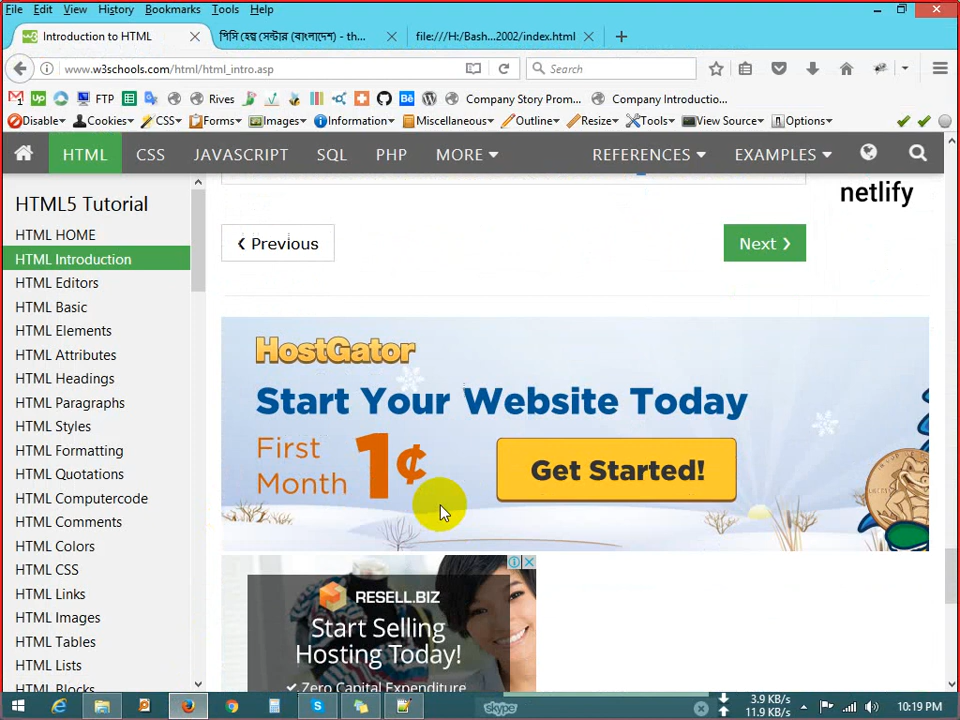 File Edit View History Bookmarks Tools Help
Introduction to HTML
পিসি হেল্প সেন্টার (বাংলাদেশ) - th...
file:///H:/Bash...2002/index.html
www.w3schools.com/html/html_intro.asp
Search
FTP Rives Company Story Prom... Company Introductio...
Disable Cookies CSS Forms Images Information Miscellaneous Outline Resize Tools View Source Options
HTML CSS JAVASCRIPT SQL PHP MORE REFERENCES EXAMPLES
HTML5 Tutorial
HTML HOME
HTML Introduction
HTML Editors
HTML Basic
HTML Elements
HTML Attributes
HTML Headings
HTML Paragraphs
HTML Styles
HTML Formatting
HTML Quotations
HTML Computercode
HTML Comments
HTML Colors
HTML CSS
HTML Links
HTML Images
HTML Tables
HTML Lists
HTML Blocks
netlify
❮ Previous
Next ❯
HostGator
Start Your Website Today
First
Month
1¢
Get Started!
RESELL.BIZ
Start Selling
Hosting Today!
✓ Zero Capital Expenditure
skype
3.9 KB/s
11.9 KB/s
10:19 PM